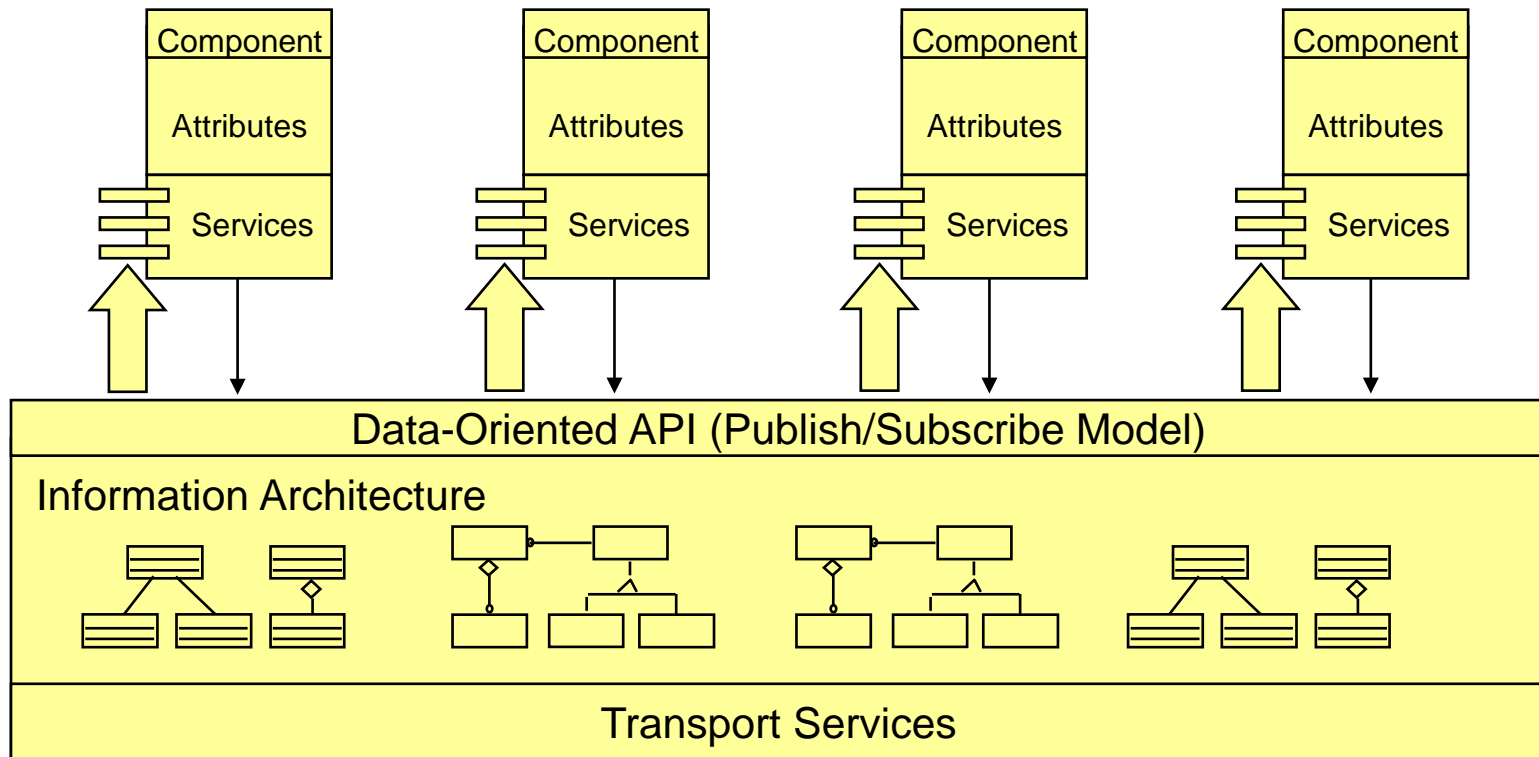 Component
Component
Component
Component
Attributes
Attributes
Attributes
Attributes
Services
Services
Services
Services
Data-Oriented API (Publish/Subscribe Model)
Information Architecture
Transport Services